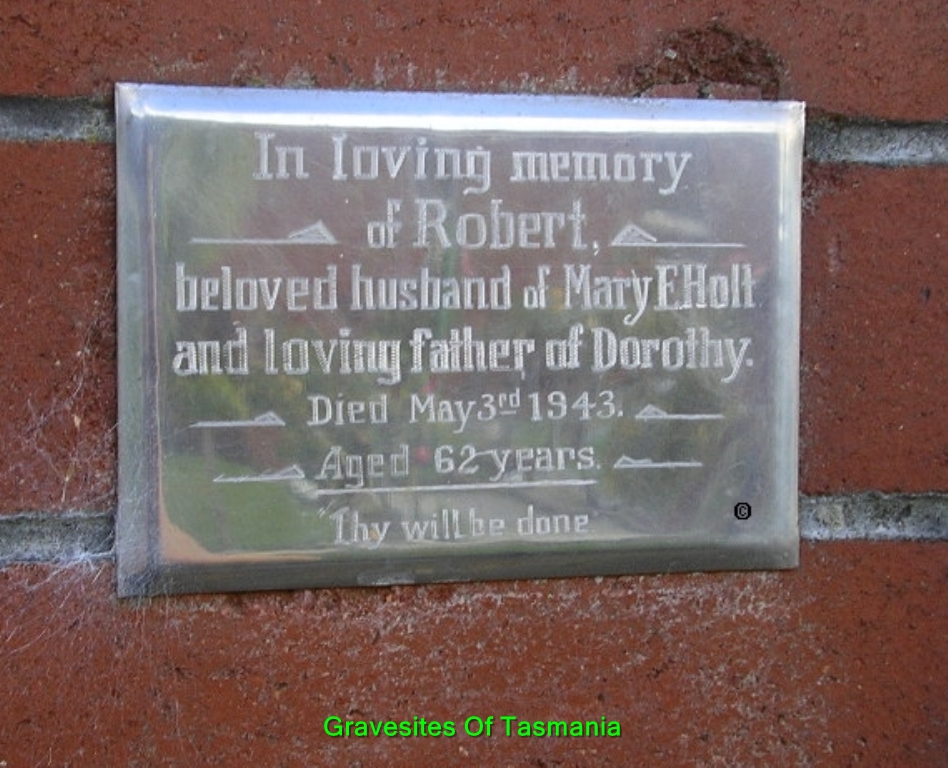 In loving memory
of Robert,
beloved husband of Mary E. Holt
and loving father of Dorothy.
Died May 3rd 1943.
Aged 62 years.
"Thy will be done"
©
Gravesites Of Tasmania